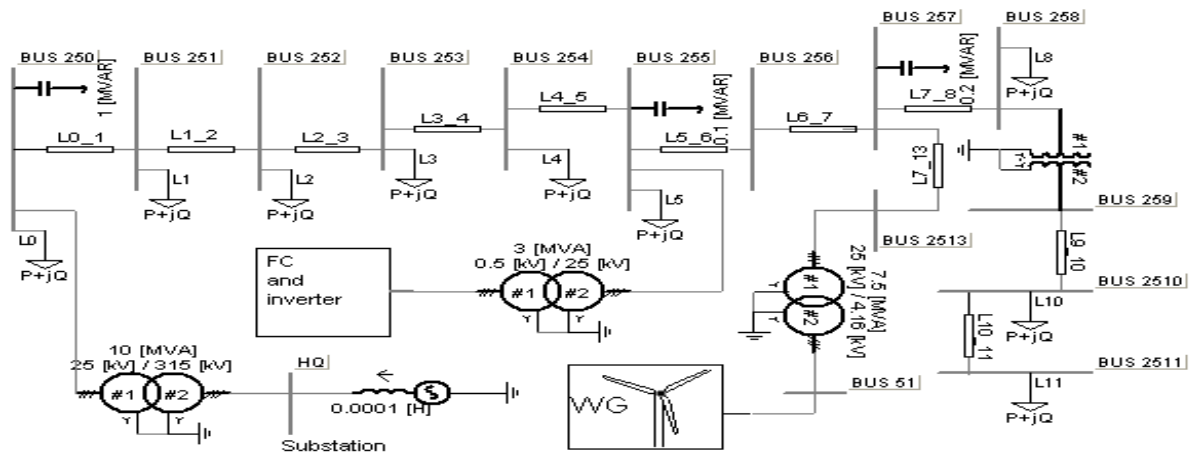 BUS 250
BUS 251
BUS 252
BUS 253
BUS 254
BUS 255
BUS 256
BUS 257
BUS 258
1 [MVAR]
0.1 [MVAR]
0.2 [MVAR]
L0_1
L1_2
L2_3
L3_4
L4_5
L5_6
L6_7
L7_8
L7_13
L8
P+jQ
L1
P+jQ
L2
P+jQ
L3
P+jQ
L4
P+jQ
L5
P+jQ
L0
P+jQ
#1
#2
Y
Y
BUS 259
L9_10
BUS 2513
BUS 2510
L10
P+jQ
L10_11
BUS 2511
L11
P+jQ
FC
and
inverter
3 [MVA]
0.5 [kV] / 25 [kV]
#1
#2
Y
Y
7.5 [MVA]
25 [kV] / 4.16 [kV]
#1
#2
Y
Y
BUS 51
WG
10 [MVA]
25 [kV] / 315 [kV]
#1
#2
Y
Y
HQ
0.0001 [H]
S
Substation